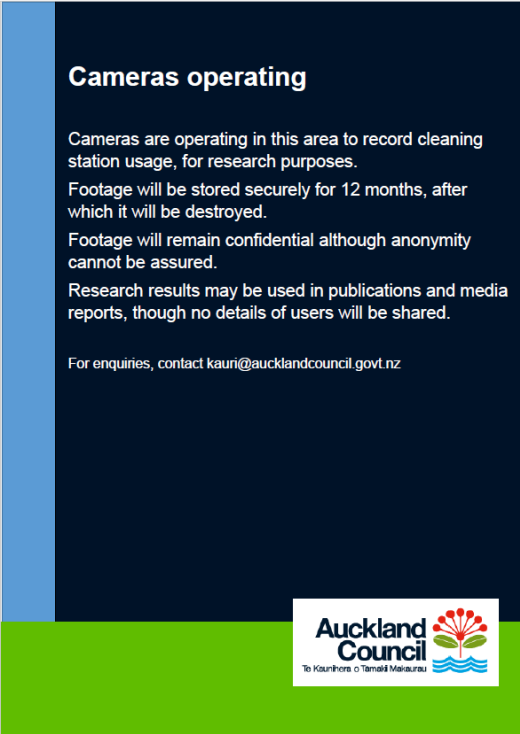 Cameras operating
Cameras are operating in this area to record cleaning
station usage, for research purposes.
Footage will be stored securely for 12 months, after
which it will be destroyed.
Footage will remain confidential although anonymity
cannot be assured.
Research results may be used in publications and media
reports, though no details of users will be shared.
For enquiries, contact kauri@aucklandcouncil.govt.nz
Auckland
Council
Te Kaunihera o Tāmaki Makaurau